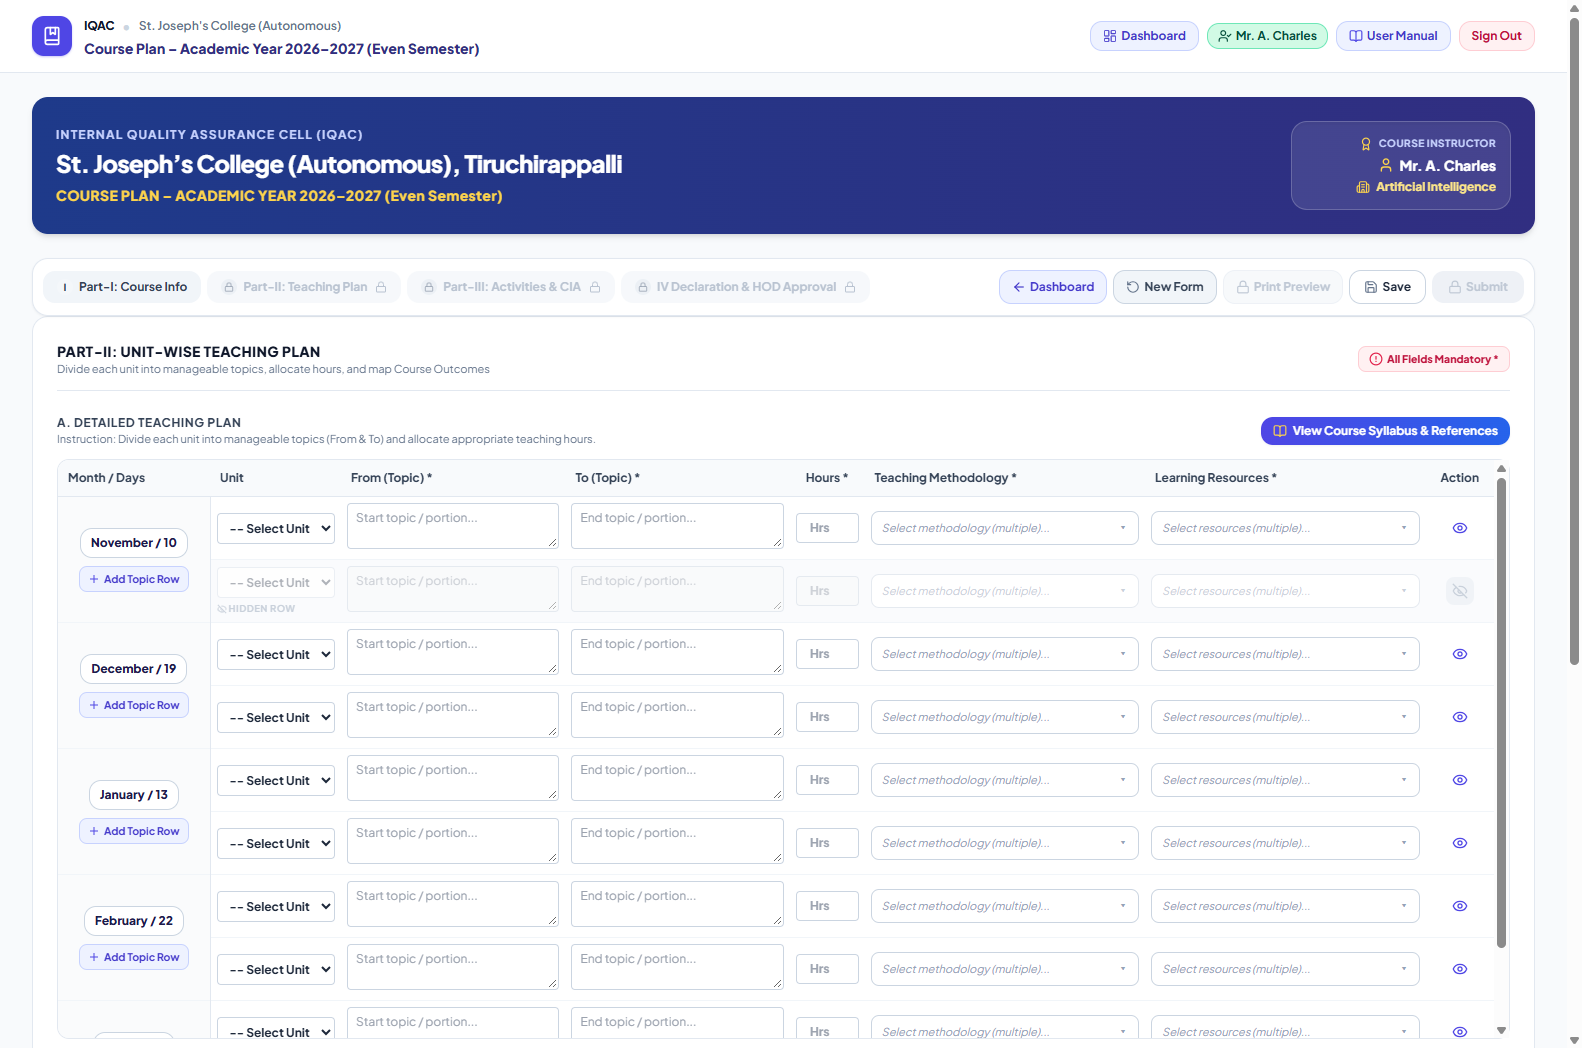 IQAC
St. Joseph's College (Autonomous)
Course Plan – Academic Year 2026–2027 (Even Semester)
Dashboard
Mr. A. Charles
User Manual
Sign Out
INTERNAL QUALITY ASSURANCE CELL (IQAC)
St. Joseph’s College (Autonomous), Tiruchirappalli
COURSE PLAN – ACADEMIC YEAR 2026–2027 (Even Semester)
COURSE INSTRUCTOR
Mr. A. Charles
Artificial Intelligence
I Part-I: Course Info
Part-II: Teaching Plan
Part-III: Activities & CIA
IV Declaration & HOD Approval
Dashboard
New Form
Print Preview
Save
Submit
PART-II: UNIT-WISE TEACHING PLAN
Divide each unit into manageable topics, allocate hours, and map Course Outcomes
All Fields Mandatory *
A. DETAILED TEACHING PLAN
Instruction: Divide each unit into manageable topics (From & To) and allocate appropriate teaching hours.
View Course Syllabus & References
Month / Days Unit From (Topic) * To (Topic) * Hours * Teaching Methodology * Learning Resources * Action
November / 10
+ Add Topic Row
-- Select Unit Start topic / portion... End topic / portion... Hrs Select methodology (multiple)... Select resources (multiple)...
-- Select Unit Start topic / portion... End topic / portion... Hrs Select methodology (multiple)... Select resources (multiple)...
HIDDEN ROW
December / 19
+ Add Topic Row
-- Select Unit Start topic / portion... End topic / portion... Hrs Select methodology (multiple)... Select resources (multiple)...
-- Select Unit Start topic / portion... End topic / portion... Hrs Select methodology (multiple)... Select resources (multiple)...
January / 13
+ Add Topic Row
-- Select Unit Start topic / portion... End topic / portion... Hrs Select methodology (multiple)... Select resources (multiple)...
-- Select Unit Start topic / portion... End topic / portion... Hrs Select methodology (multiple)... Select resources (multiple)...
February / 22
+ Add Topic Row
-- Select Unit Start topic / portion... End topic / portion... Hrs Select methodology (multiple)... Select resources (multiple)...
-- Select Unit Start topic / portion... End topic / portion... Hrs Select methodology (multiple)... Select resources (multiple)...
-- Select Unit Start topic / portion... End topic / portion... Hrs Select methodology (multiple)... Select resources (multiple)...